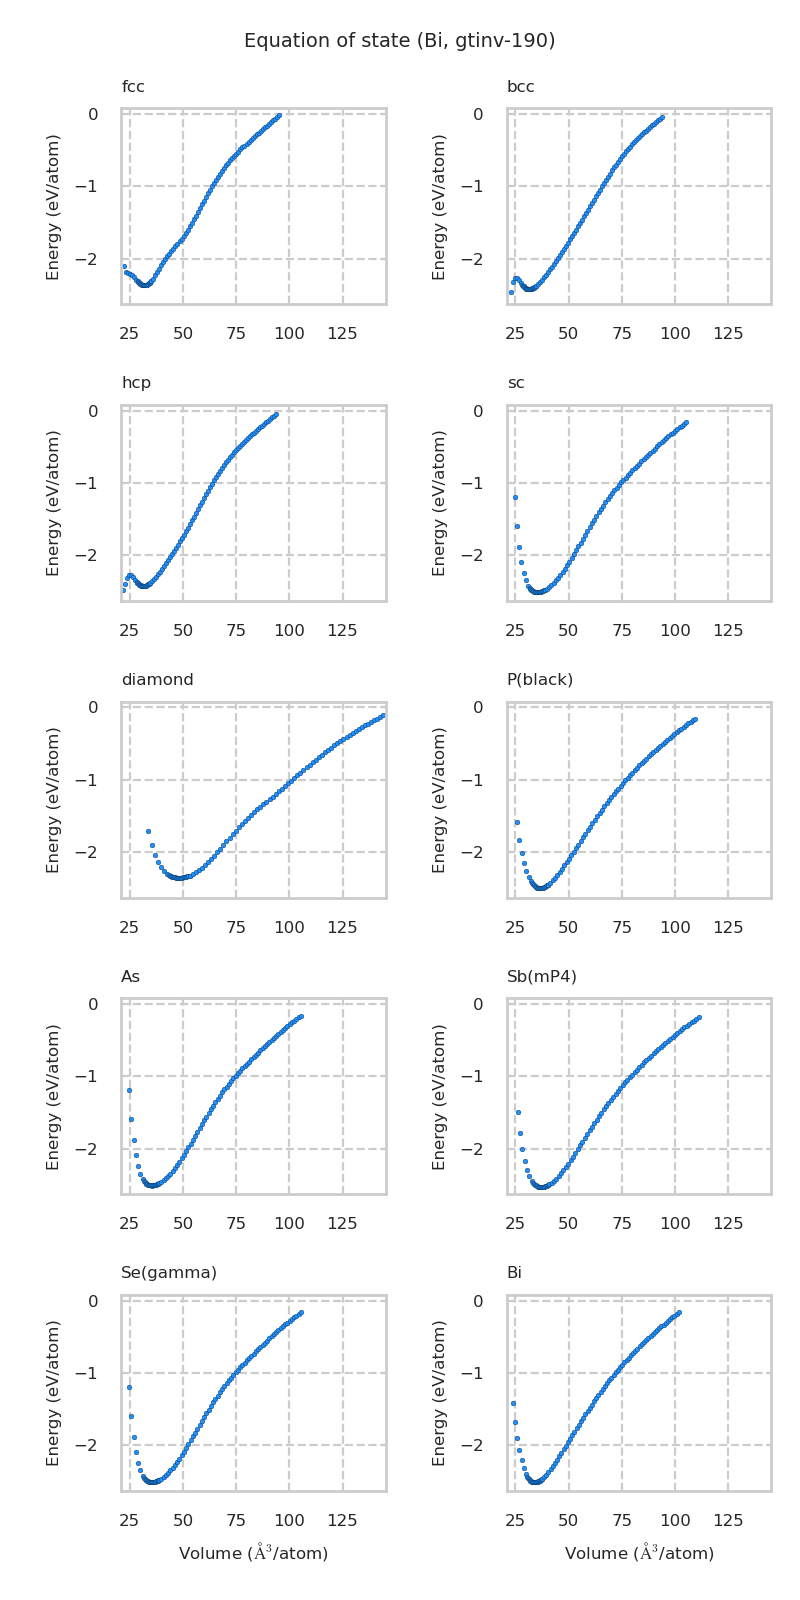 Equation of state (Bi, gtinv-190)
fcc
bcc
Energy (eV/atom)
0
−1
−2
25 50 75 100 125
Energy (eV/atom)
0
−1
−2
25 50 75 100 125
hcp
sc
Energy (eV/atom)
0
−1
−2
25 50 75 100 125
Energy (eV/atom)
0
−1
−2
25 50 75 100 125
diamond
P(black)
Energy (eV/atom)
0
−1
−2
25 50 75 100 125
Energy (eV/atom)
0
−1
−2
25 50 75 100 125
As
Sb(mP4)
Energy (eV/atom)
0
−1
−2
25 50 75 100 125
Energy (eV/atom)
0
−1
−2
25 50 75 100 125
Se(gamma)
Bi
Energy (eV/atom)
0
−1
−2
25 50 75 100 125
Volume (Å³/atom)
Energy (eV/atom)
0
−1
−2
25 50 75 100 125
Volume (Å³/atom)